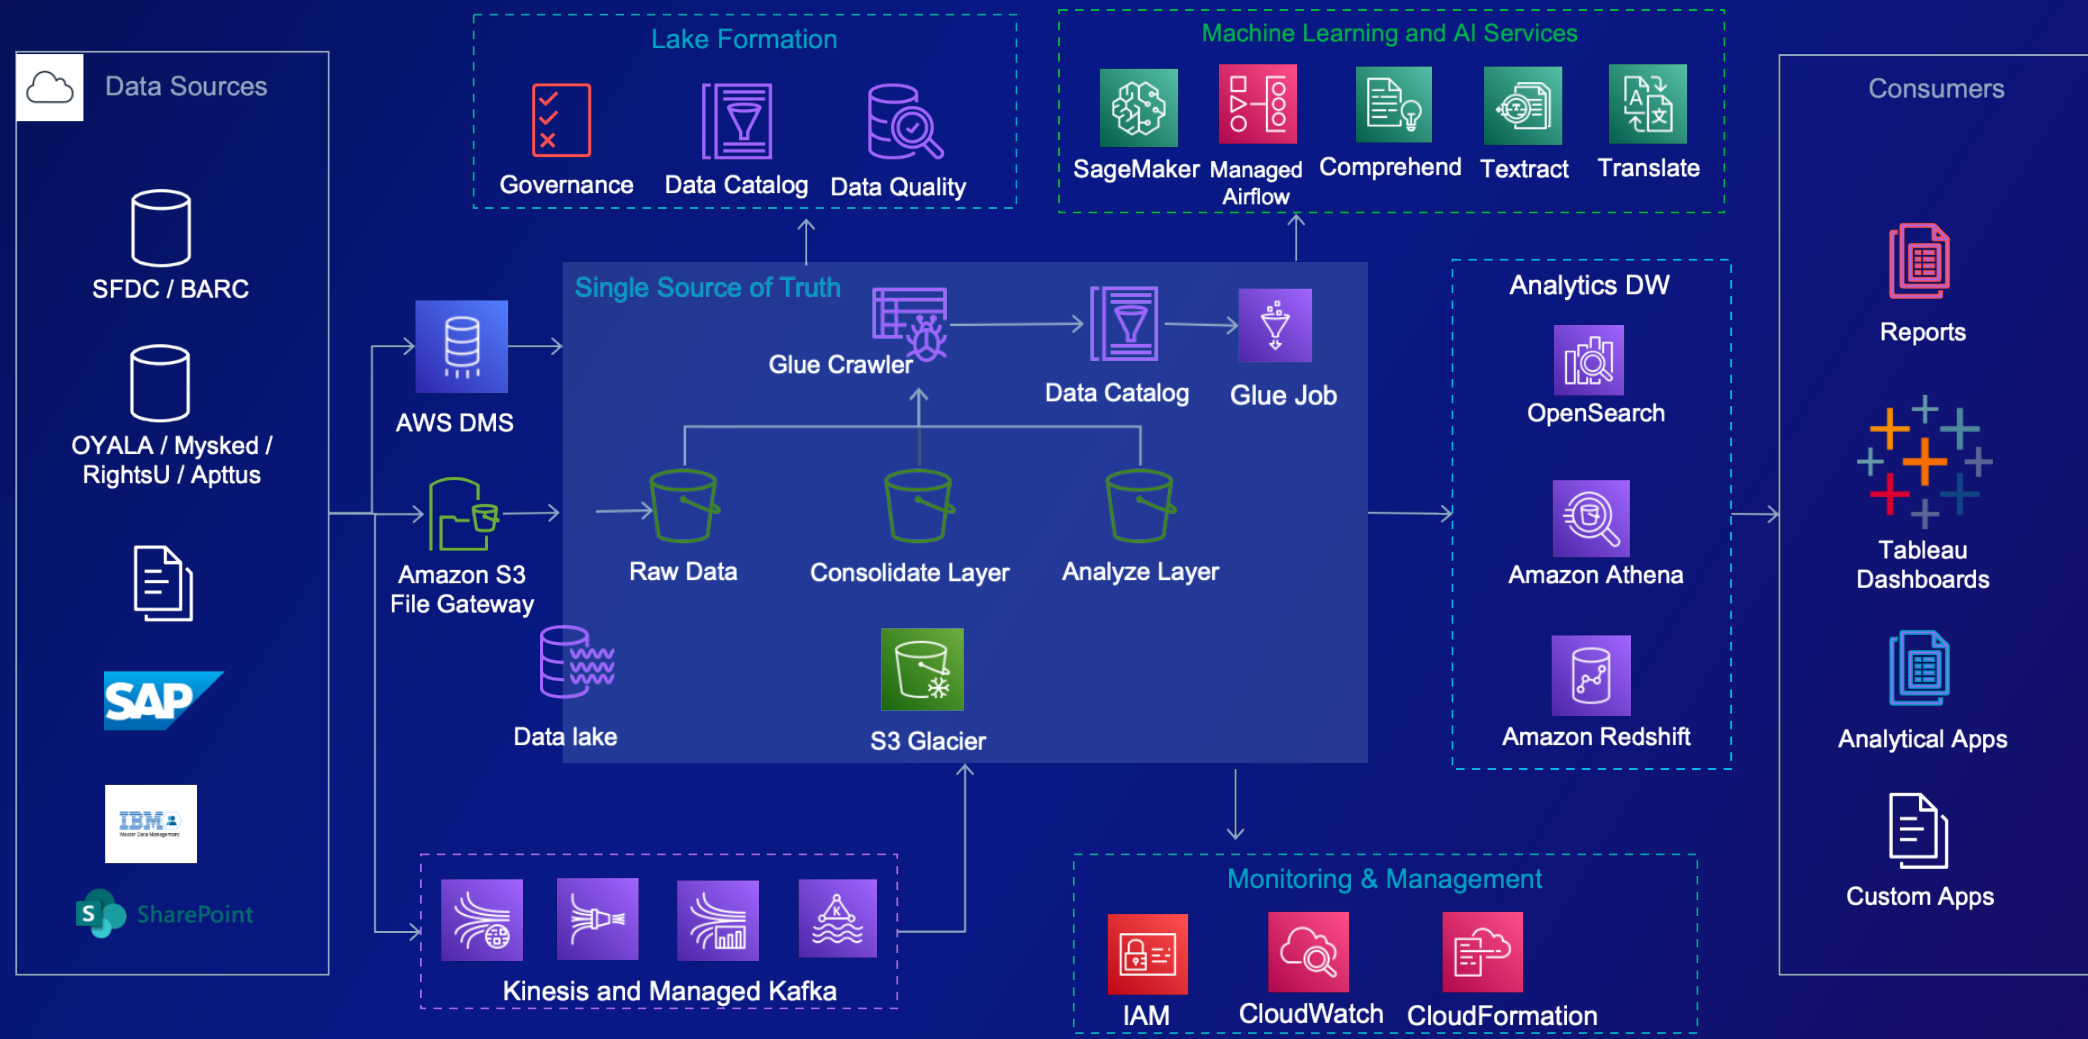 Data Sources
SFDC / BARC
OYALA / Mysked /
RightsU / Apttus
SAP
IBM
Master Data Management
S
SharePoint
AWS DMS
Amazon S3
File Gateway
Data lake
Lake Formation
Governance
Data Catalog
Data Quality
Single Source of Truth
Glue Crawler
Data Catalog
Glue Job
Raw Data
Consolidate Layer
Analyze Layer
S3 Glacier
K
Kinesis and Managed Kafka
Machine Learning and AI Services
SageMaker
Managed
Airflow
Comprehend
T
Textract
A
文
Translate
Analytics DW
OpenSearch
Amazon Athena
Amazon Redshift
Monitoring & Management
IAM
CloudWatch
CloudFormation
Consumers
Reports
Tableau
Dashboards
Analytical Apps
Custom Apps